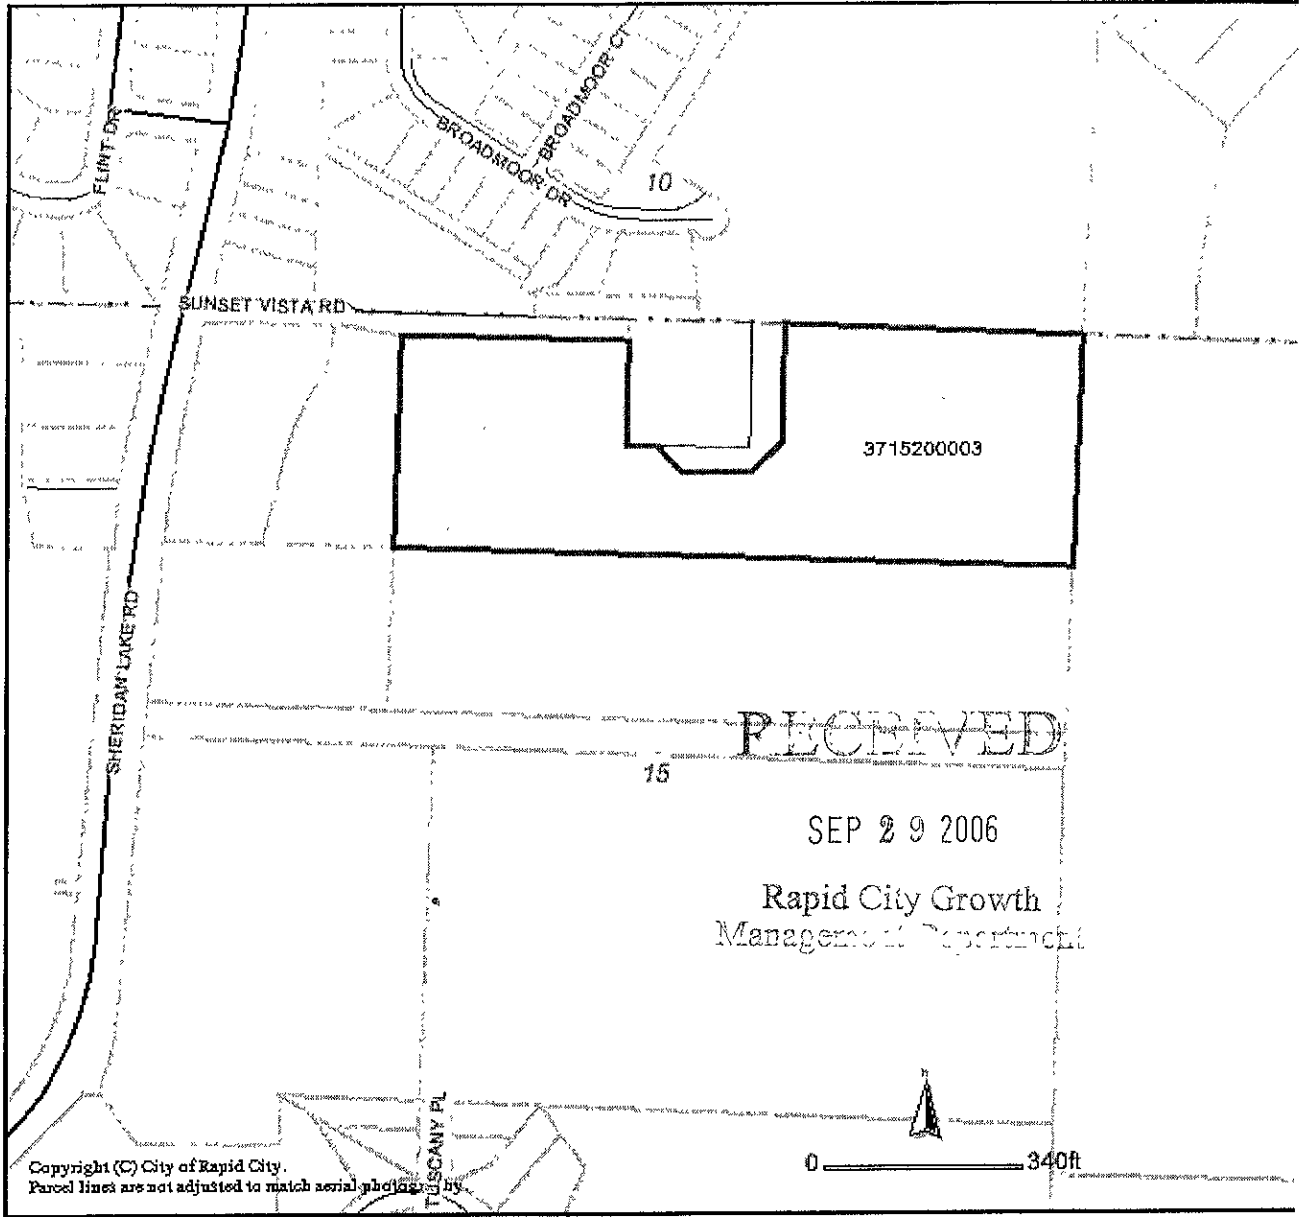 BROADMOOR CT
FLINT DR
BROADMOOR DR
10
SUNSET VISTA RD
3715200003
SHERIDAN LAKE RD
RECEIVED
15
SEP 29 2006
Rapid City Growth
Management Department
N
TUSCANY PL
0 340ft
Copyright (C) City of Rapid City.
Parcel lines are not adjusted to match aerial photography